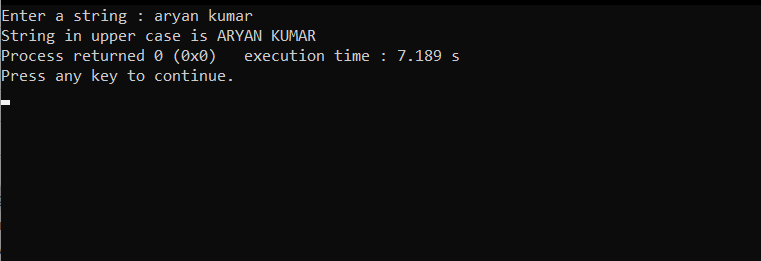 Enter a string : aryan kumar
String in upper case is ARYAN KUMAR
Process returned 0 (0x0)   execution time : 7.189 s
Press any key to continue.